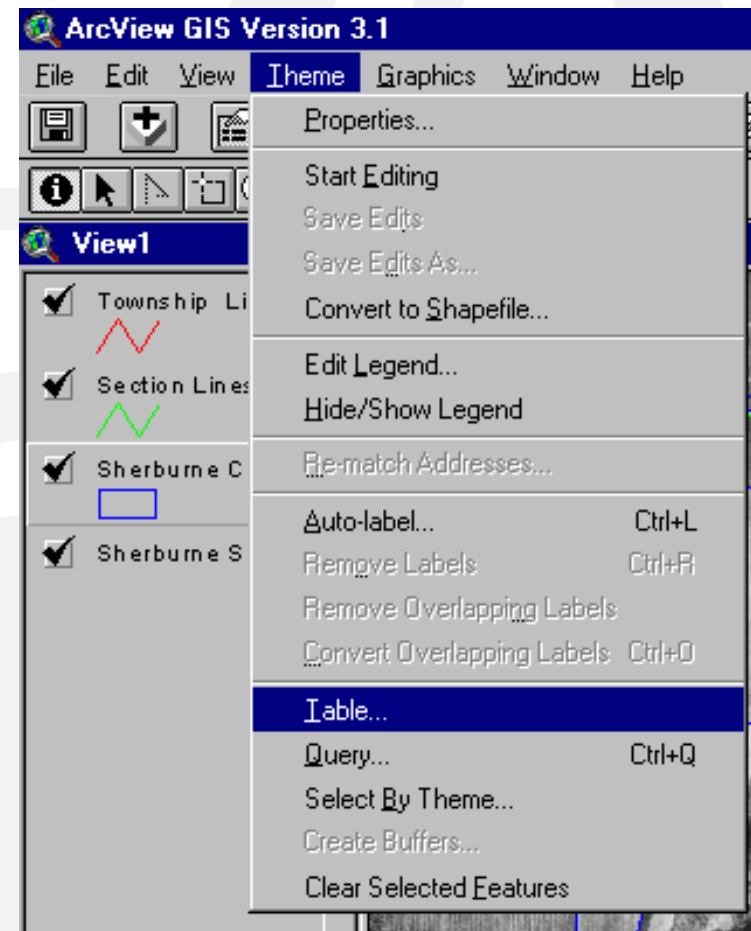 ArcView GIS Version 3.1
File Edit View Theme Graphics Window Help
Properties...
Start Editing
Save Edits
Save Edits As...
Convert to Shapefile...
Edit Legend...
Hide/Show Legend
Re-match Addresses...
Auto-label... Ctrl+L
Remove Labels Ctrl+R
Remove Overlapping Labels
Convert Overlapping Labels Ctrl+O
Table...
Query... Ctrl+Q
Select By Theme...
Create Buffers...
Clear Selected Features
View1
Township Li
Section Lines
Sherburne C
Sherburne S